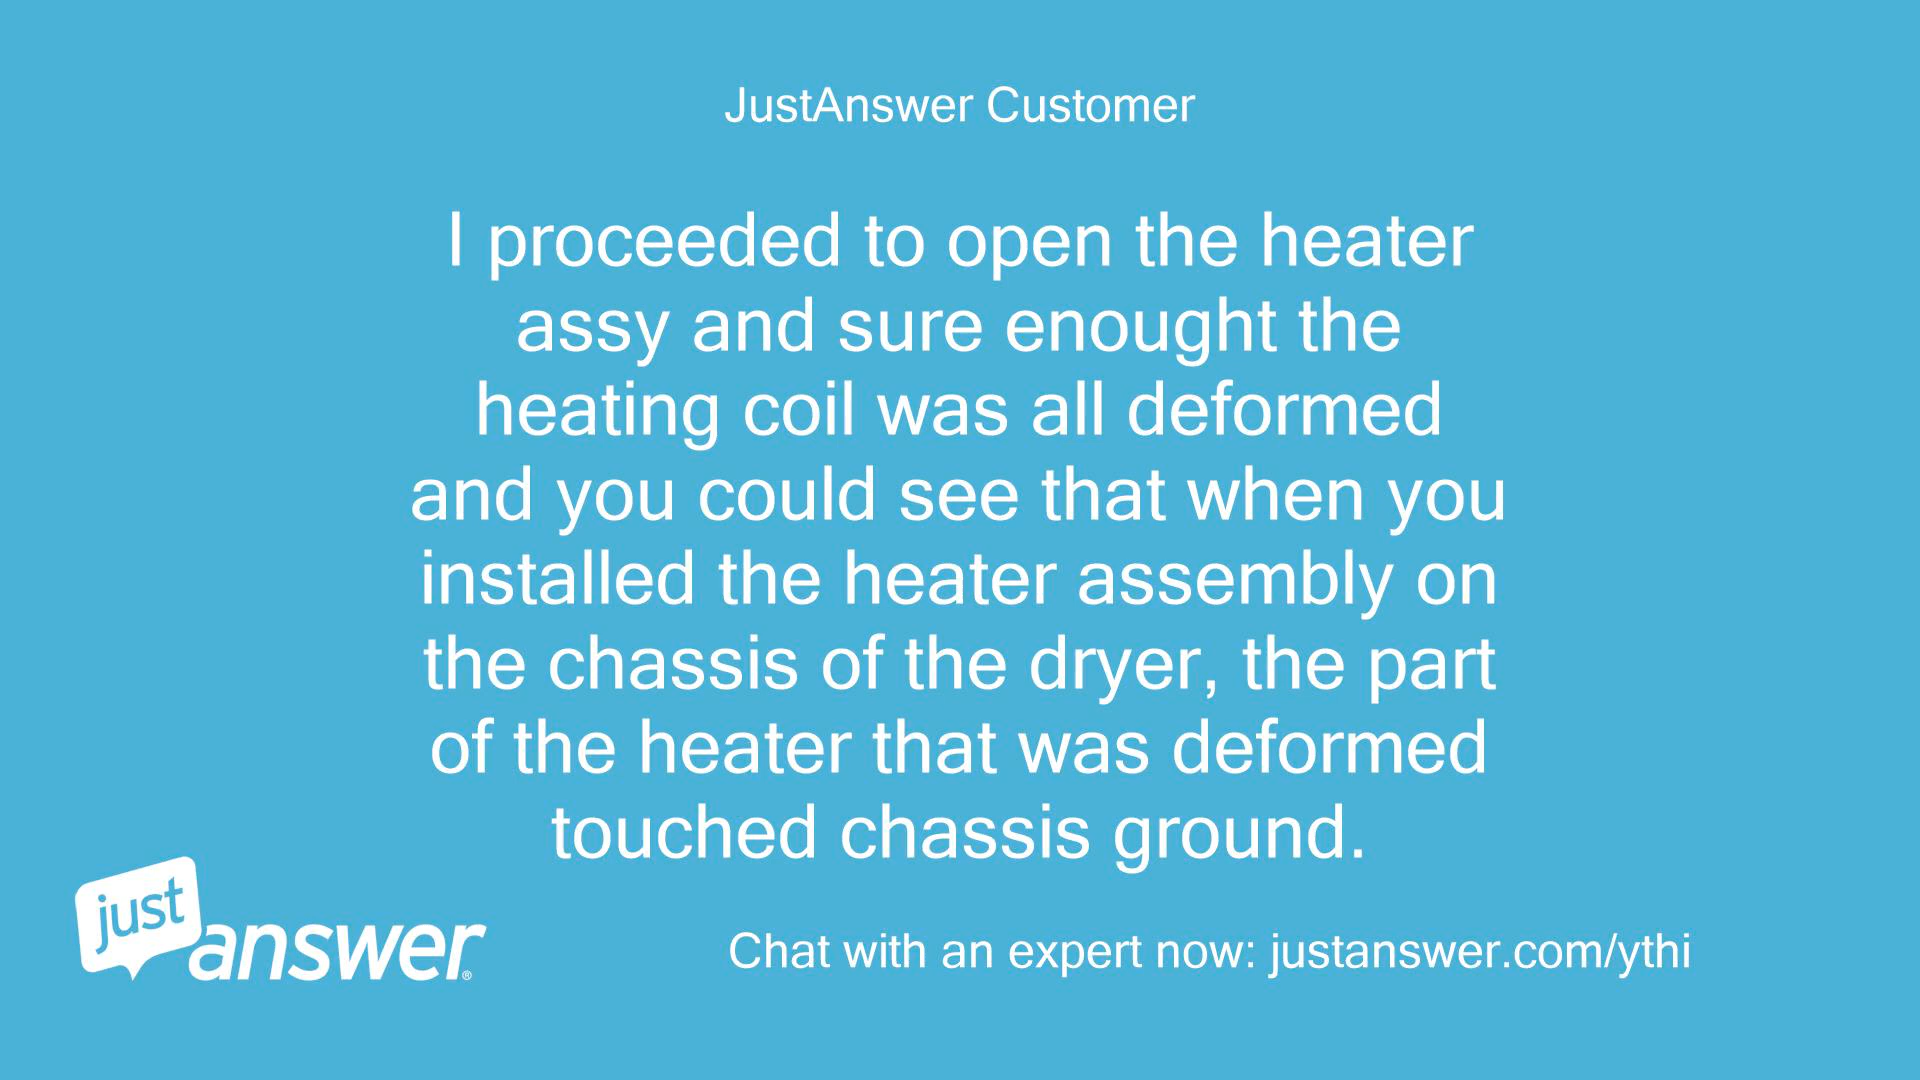 JustAnswer Customer
I proceeded to open the heater
assy and sure enought the
heating coil was all deformed
and you could see that when you
installed the heater assembly on
the chassis of the dryer, the part
of the heater that was deformed
touched chassis ground.
just
answer®
Chat with an expert now: justanswer.com/ythi